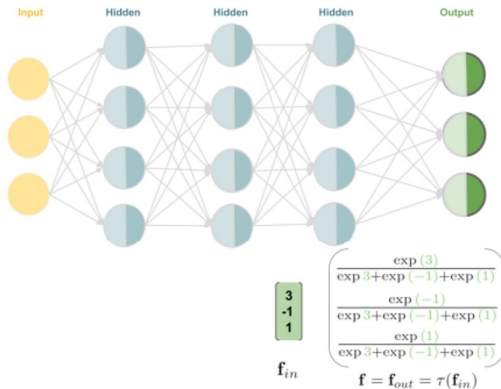 Input Hidden Hidden Hidden Output
3
-1
1
f_in
exp (3)
exp 3+exp (−1)+exp (1)
exp (−1)
exp 3+exp (−1)+exp (1)
exp (1)
exp 3+exp (−1)+exp (1)
f = f_out = τ(f_in)